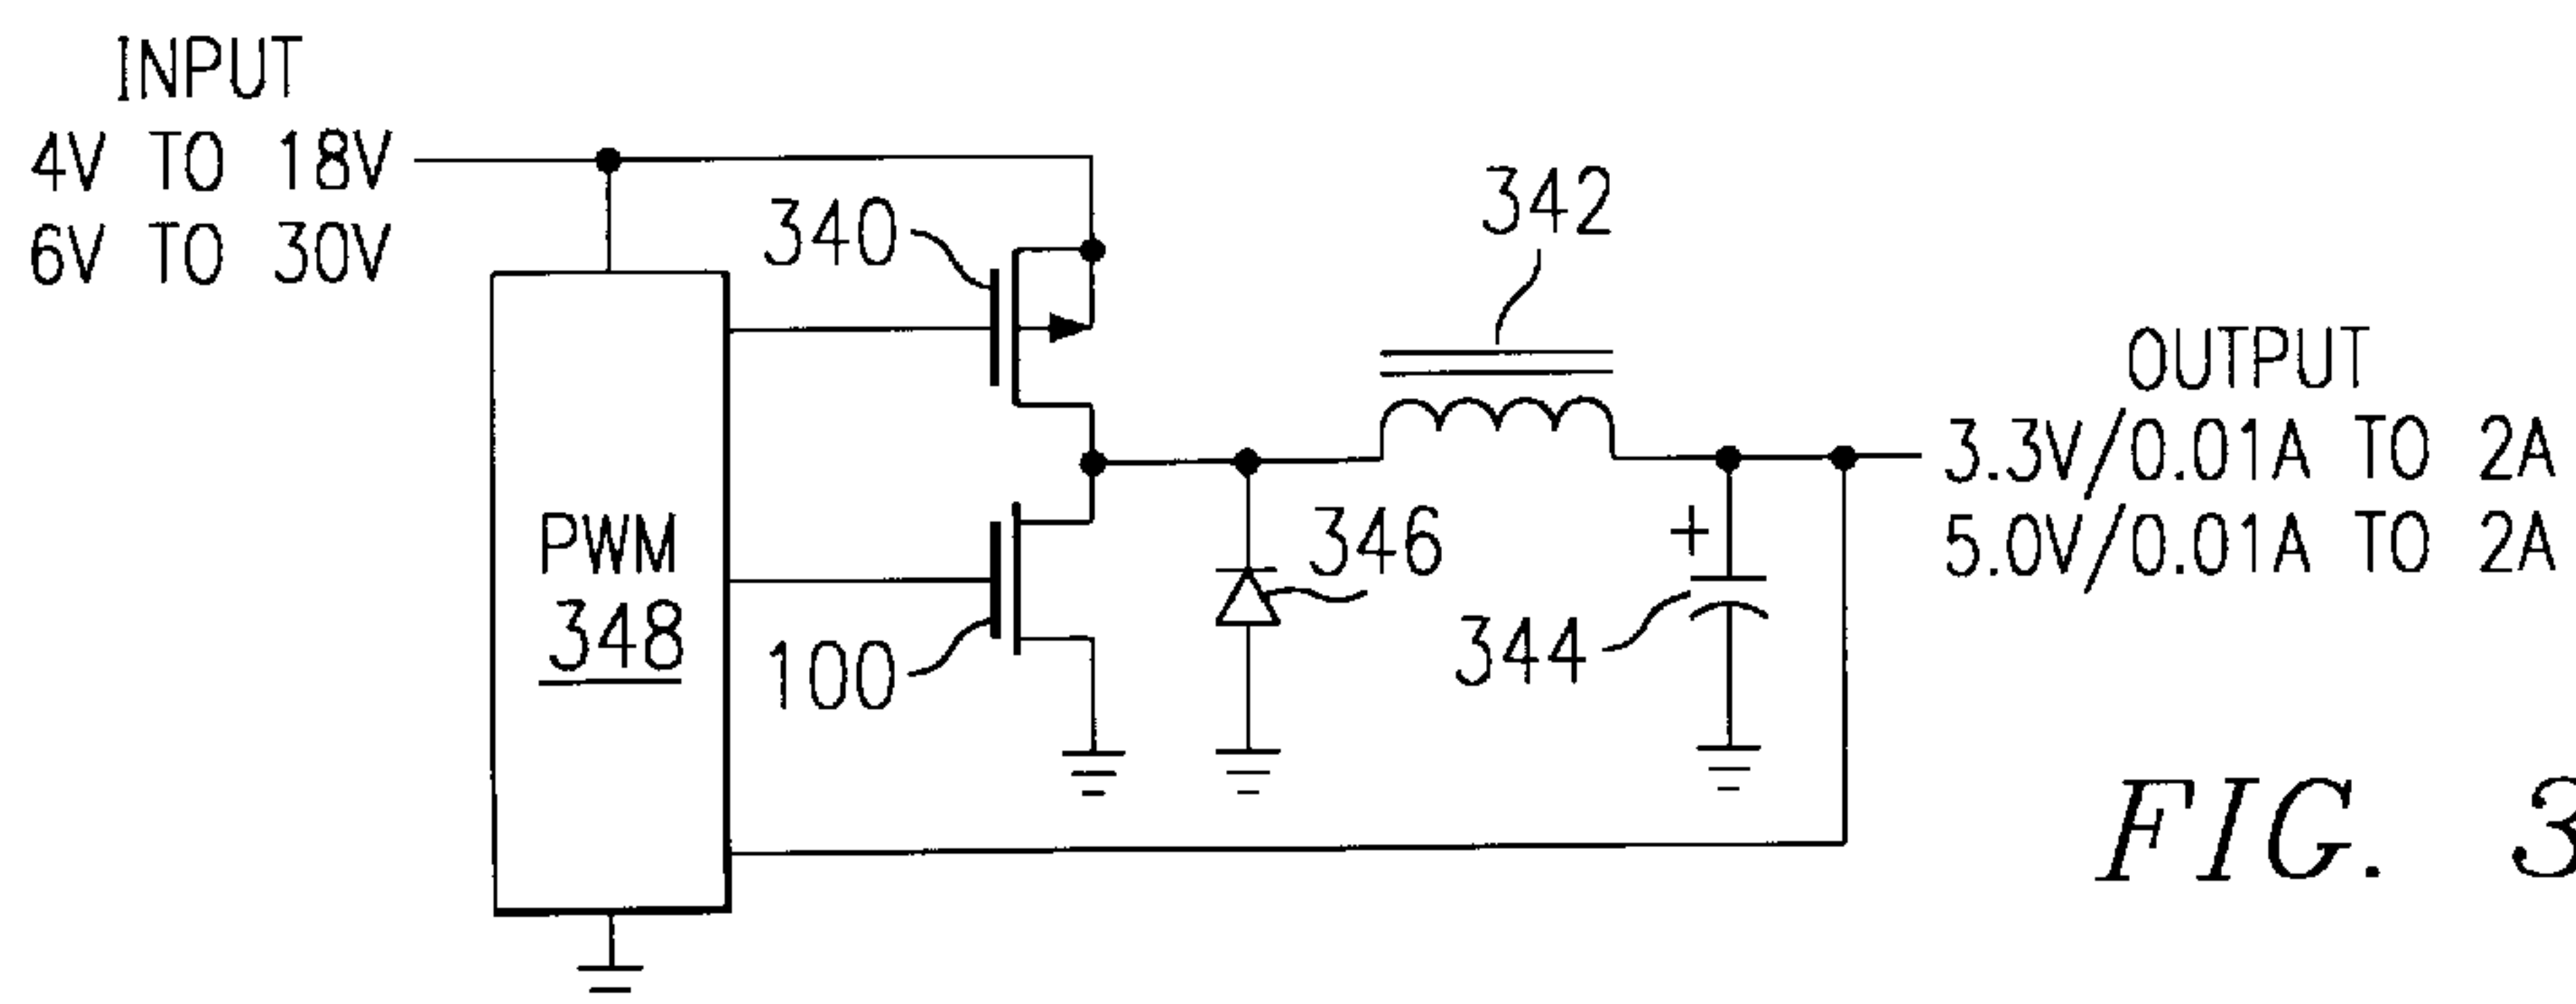 INPUT
4V TO 18V
6V TO 30V
340
342
OUTPUT
3.3V/0.01A TO 2A
5.0V/0.01A TO 2A
PWM
348
346
+
344
100
FIG. 3